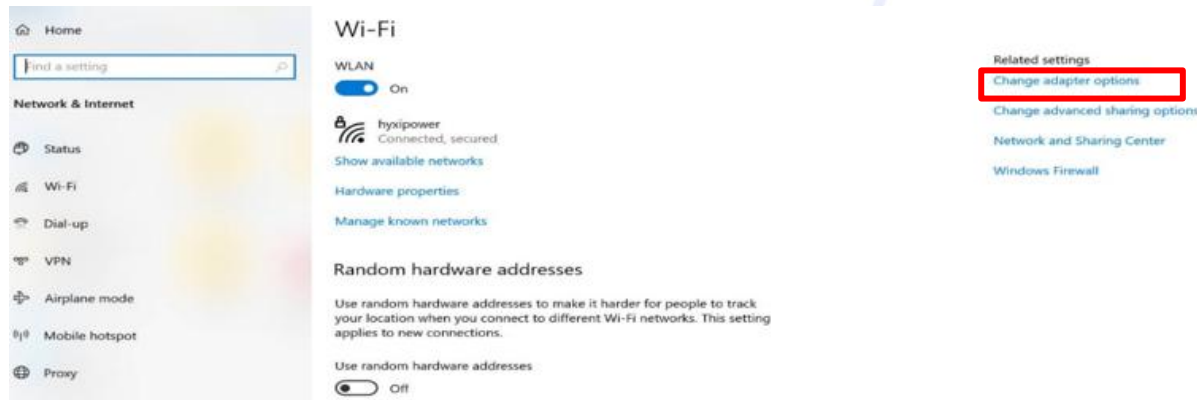 Home
Find a setting
Network & Internet
Status
Wi-Fi
Dial-up
VPN
Airplane mode
Mobile hotspot
Proxy
Wi-Fi
WLAN
On
hyxipower
Connected, secured
Show available networks
Hardware properties
Manage known networks
Random hardware addresses
Use random hardware addresses to make it harder for people to track
your location when you connect to different Wi-Fi networks. This setting
applies to new connections.
Use random hardware addresses
Off
Related settings
Change adapter options
Change advanced sharing options
Network and Sharing Center
Windows Firewall